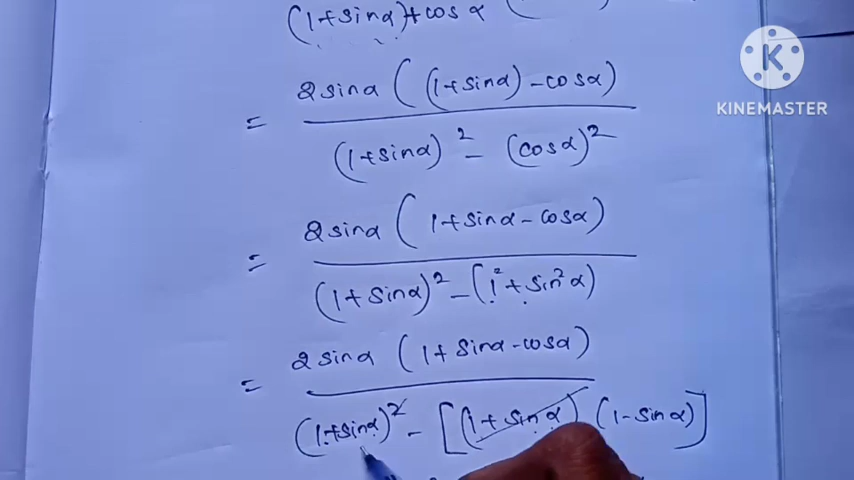 (1+sinα)+cosα (
KINEMASTER
2sinα ((1+sinα)-cosα)
= ―――――――――――
(1+sinα)² - (cosα)²
2sinα (1+sinα-cosα)
= ―――――――――――
(1+sinα)² - (1²+sin²α)
2sinα (1+sinα-cosα)
= ―――――――――――
(1+sinα)² - [(1+sinα) (1-sinα)]